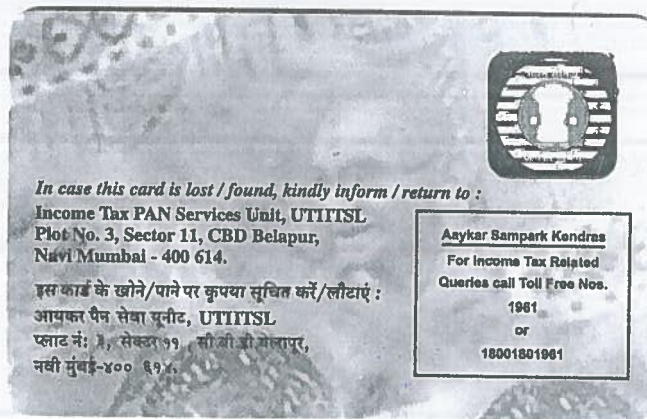 In case this card is lost / found, kindly inform / return to :
Income Tax PAN Services Unit, UTIITSL
Plot No. 3, Sector 11, CBD Belapur,
Navi Mumbai - 400 614.
इस कार्ड के खोने/पाने पर कृपया सूचित करें/लौटाएं :
आयकर पैन सेवा यूनीट, UTIITSL
प्लाट नं: ३, सेक्टर ११, सी.बी.डी.बेलापूर,
नवी मुंबई-४०० ६१४.
Aaykar Sampark Kendras
For Income Tax Related
Queries call Toll Free Nos.
1961
or
18001801961